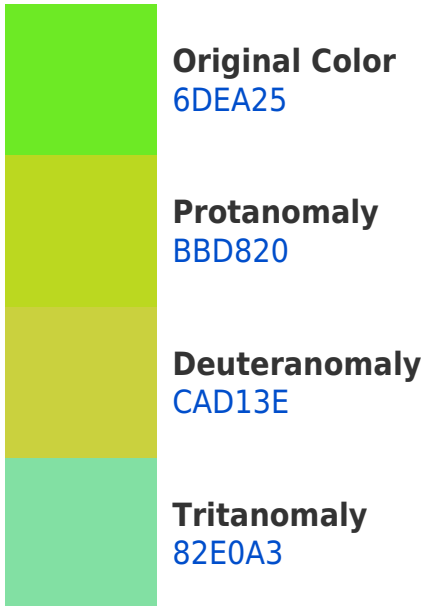 Original Color
6DEA25
Protanomaly
BBD820
Deuteranomaly
CAD13E
Tritanomaly
82E0A3